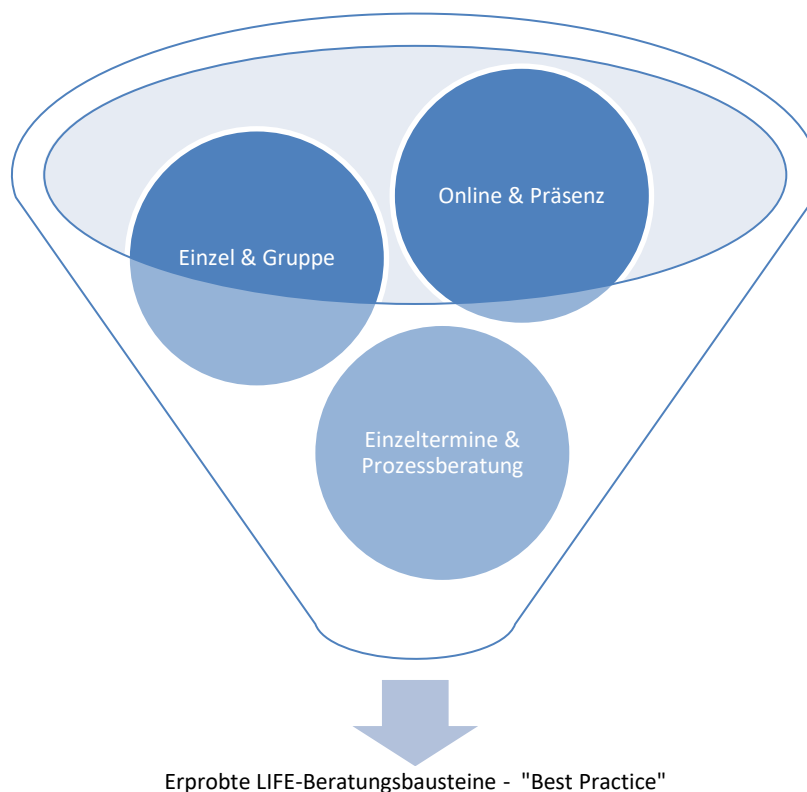 Online & Präsenz
Einzel & Gruppe
Einzeltermine &
Prozessberatung
Erprobte LIFE-Beratungsbausteine - "Best Practice"